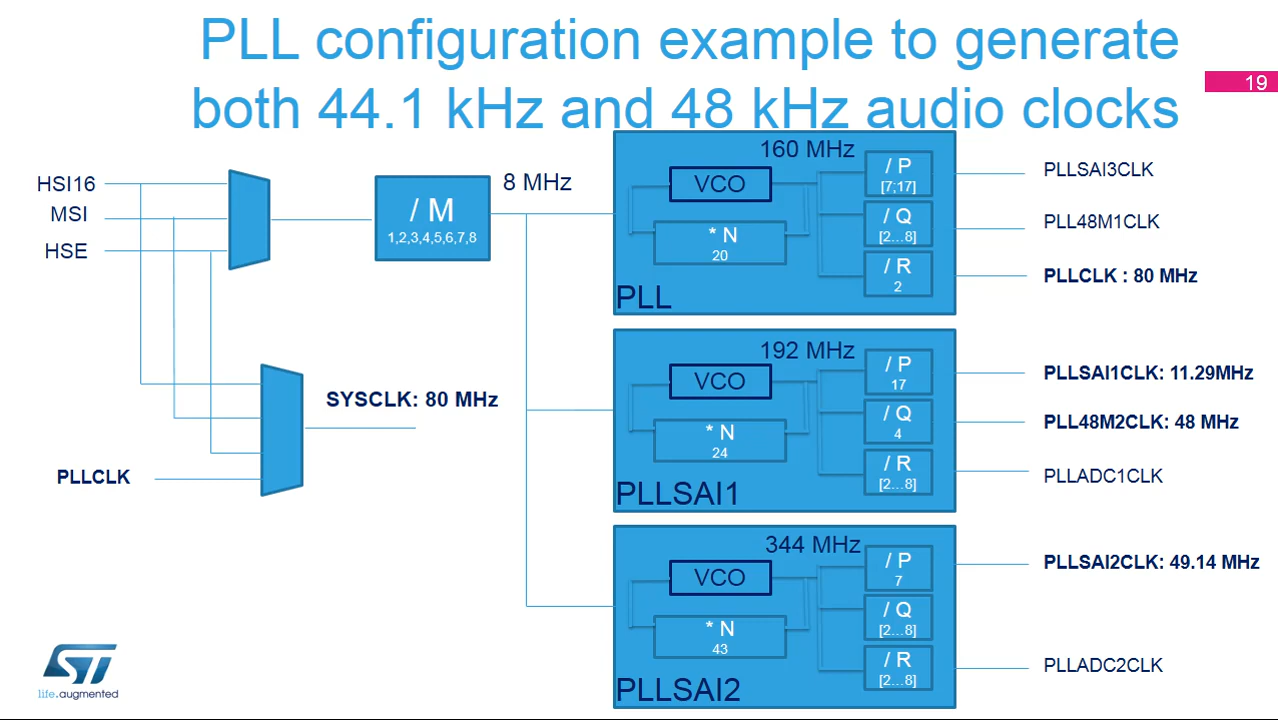 PLL configuration example to generate
both 44.1 kHz and 48 kHz audio clocks
19
HSI16
MSI
HSE
/ M
1,2,3,4,5,6,7,8
8 MHz
SYSCLK: 80 MHz
PLLCLK
160 MHz
VCO
* N
20
/ P
[7;17]
/ Q
[2...8]
/ R
2
PLL
PLLSAI3CLK
PLL48M1CLK
PLLCLK : 80 MHz
192 MHz
VCO
* N
24
/ P
17
/ Q
4
/ R
[2...8]
PLLSAI1
PLLSAI1CLK: 11.29MHz
PLL48M2CLK: 48 MHz
PLLADC1CLK
344 MHz
VCO
* N
43
/ P
7
/ Q
[2...8]
/ R
[2...8]
PLLSAI2
PLLSAI2CLK: 49.14 MHz
PLLADC2CLK
ST
life.augmented